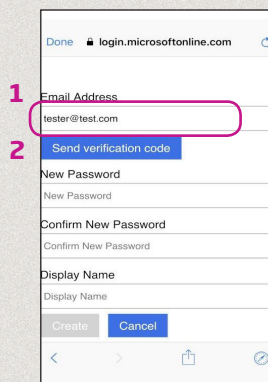 Done login.microsoftonline.com
1
Email Address
tester@test.com
2
Send verification code
New Password
New Password
Confirm New Password
Confirm New Password
Display Name
Display Name
Create Cancel